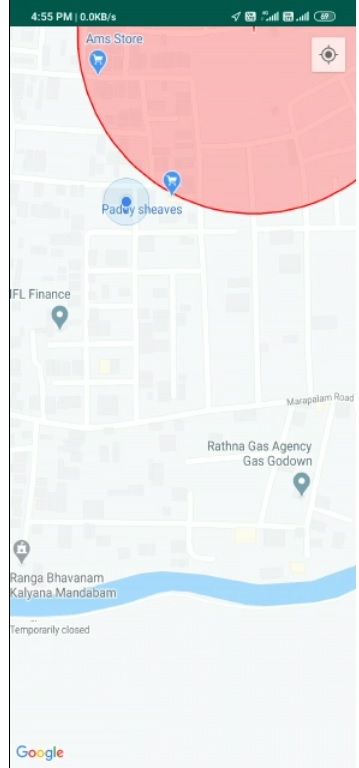 4:55 PM | 0.0KB/s
69
Ams Store
Paddy sheaves
IFL Finance
Marapalam Road
Rathna Gas Agency
Gas Godown
Ranga Bhavanam
Kalyana Mandabam
Temporarily closed
Google